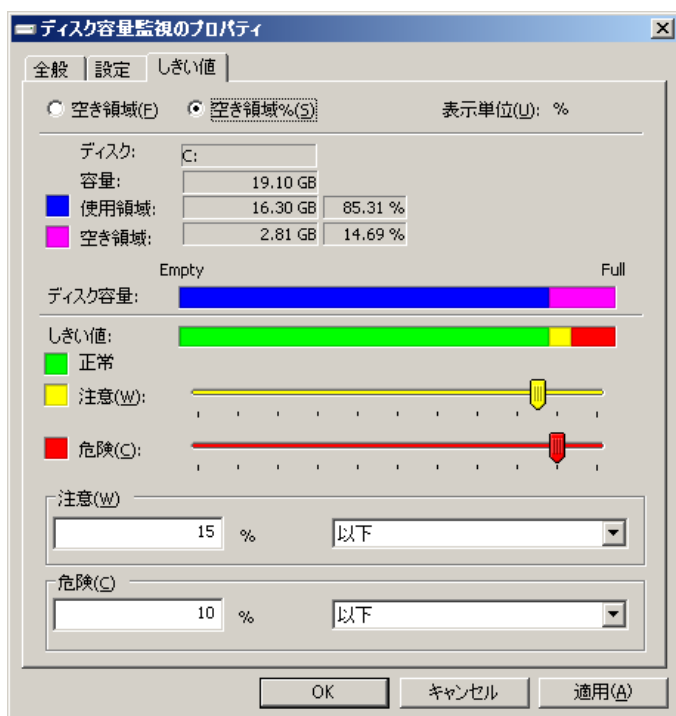 ディスク容量監視のプロパティ
全般 設定 しきい値
空き領域(F) 空き領域%(S) 表示単位(U): %
ディスク: C:
容量: 19.10 GB
使用領域: 16.30 GB 85.31 %
空き領域: 2.81 GB 14.69 %
Empty Full
ディスク容量:
しきい値:
正常
注意(W):
危険(C):
注意(W)
15 % 以下
危険(C)
10 % 以下
OK キャンセル 適用(A)